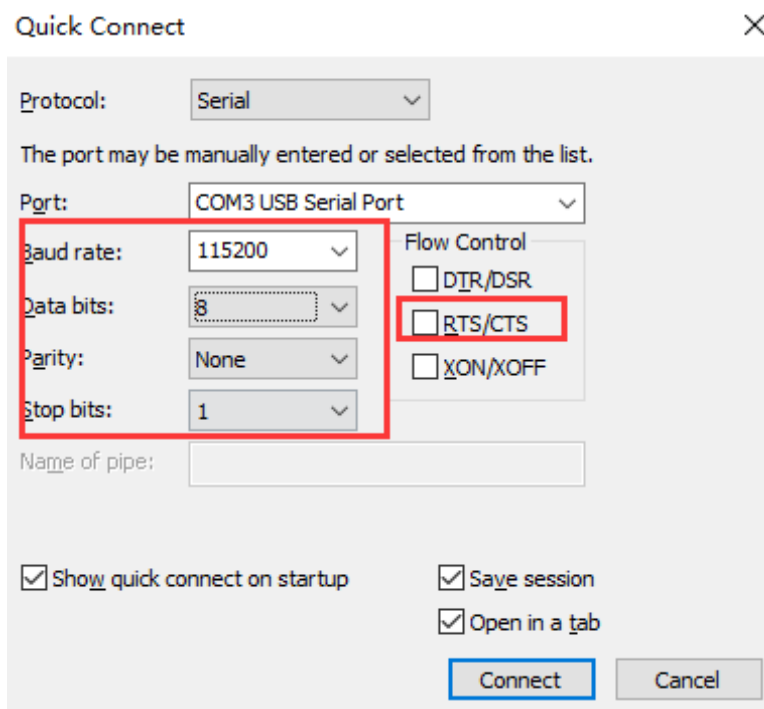 Quick Connect
Protocol: Serial
The port may be manually entered or selected from the list.
Port: COM3 USB Serial Port
Baud rate: 115200
Flow Control
DTR/DSR
Data bits: 8
RTS/CTS
Parity: None
XON/XOFF
Stop bits: 1
Name of pipe:
Show quick connect on startup
Save session
Open in a tab
Connect
Cancel